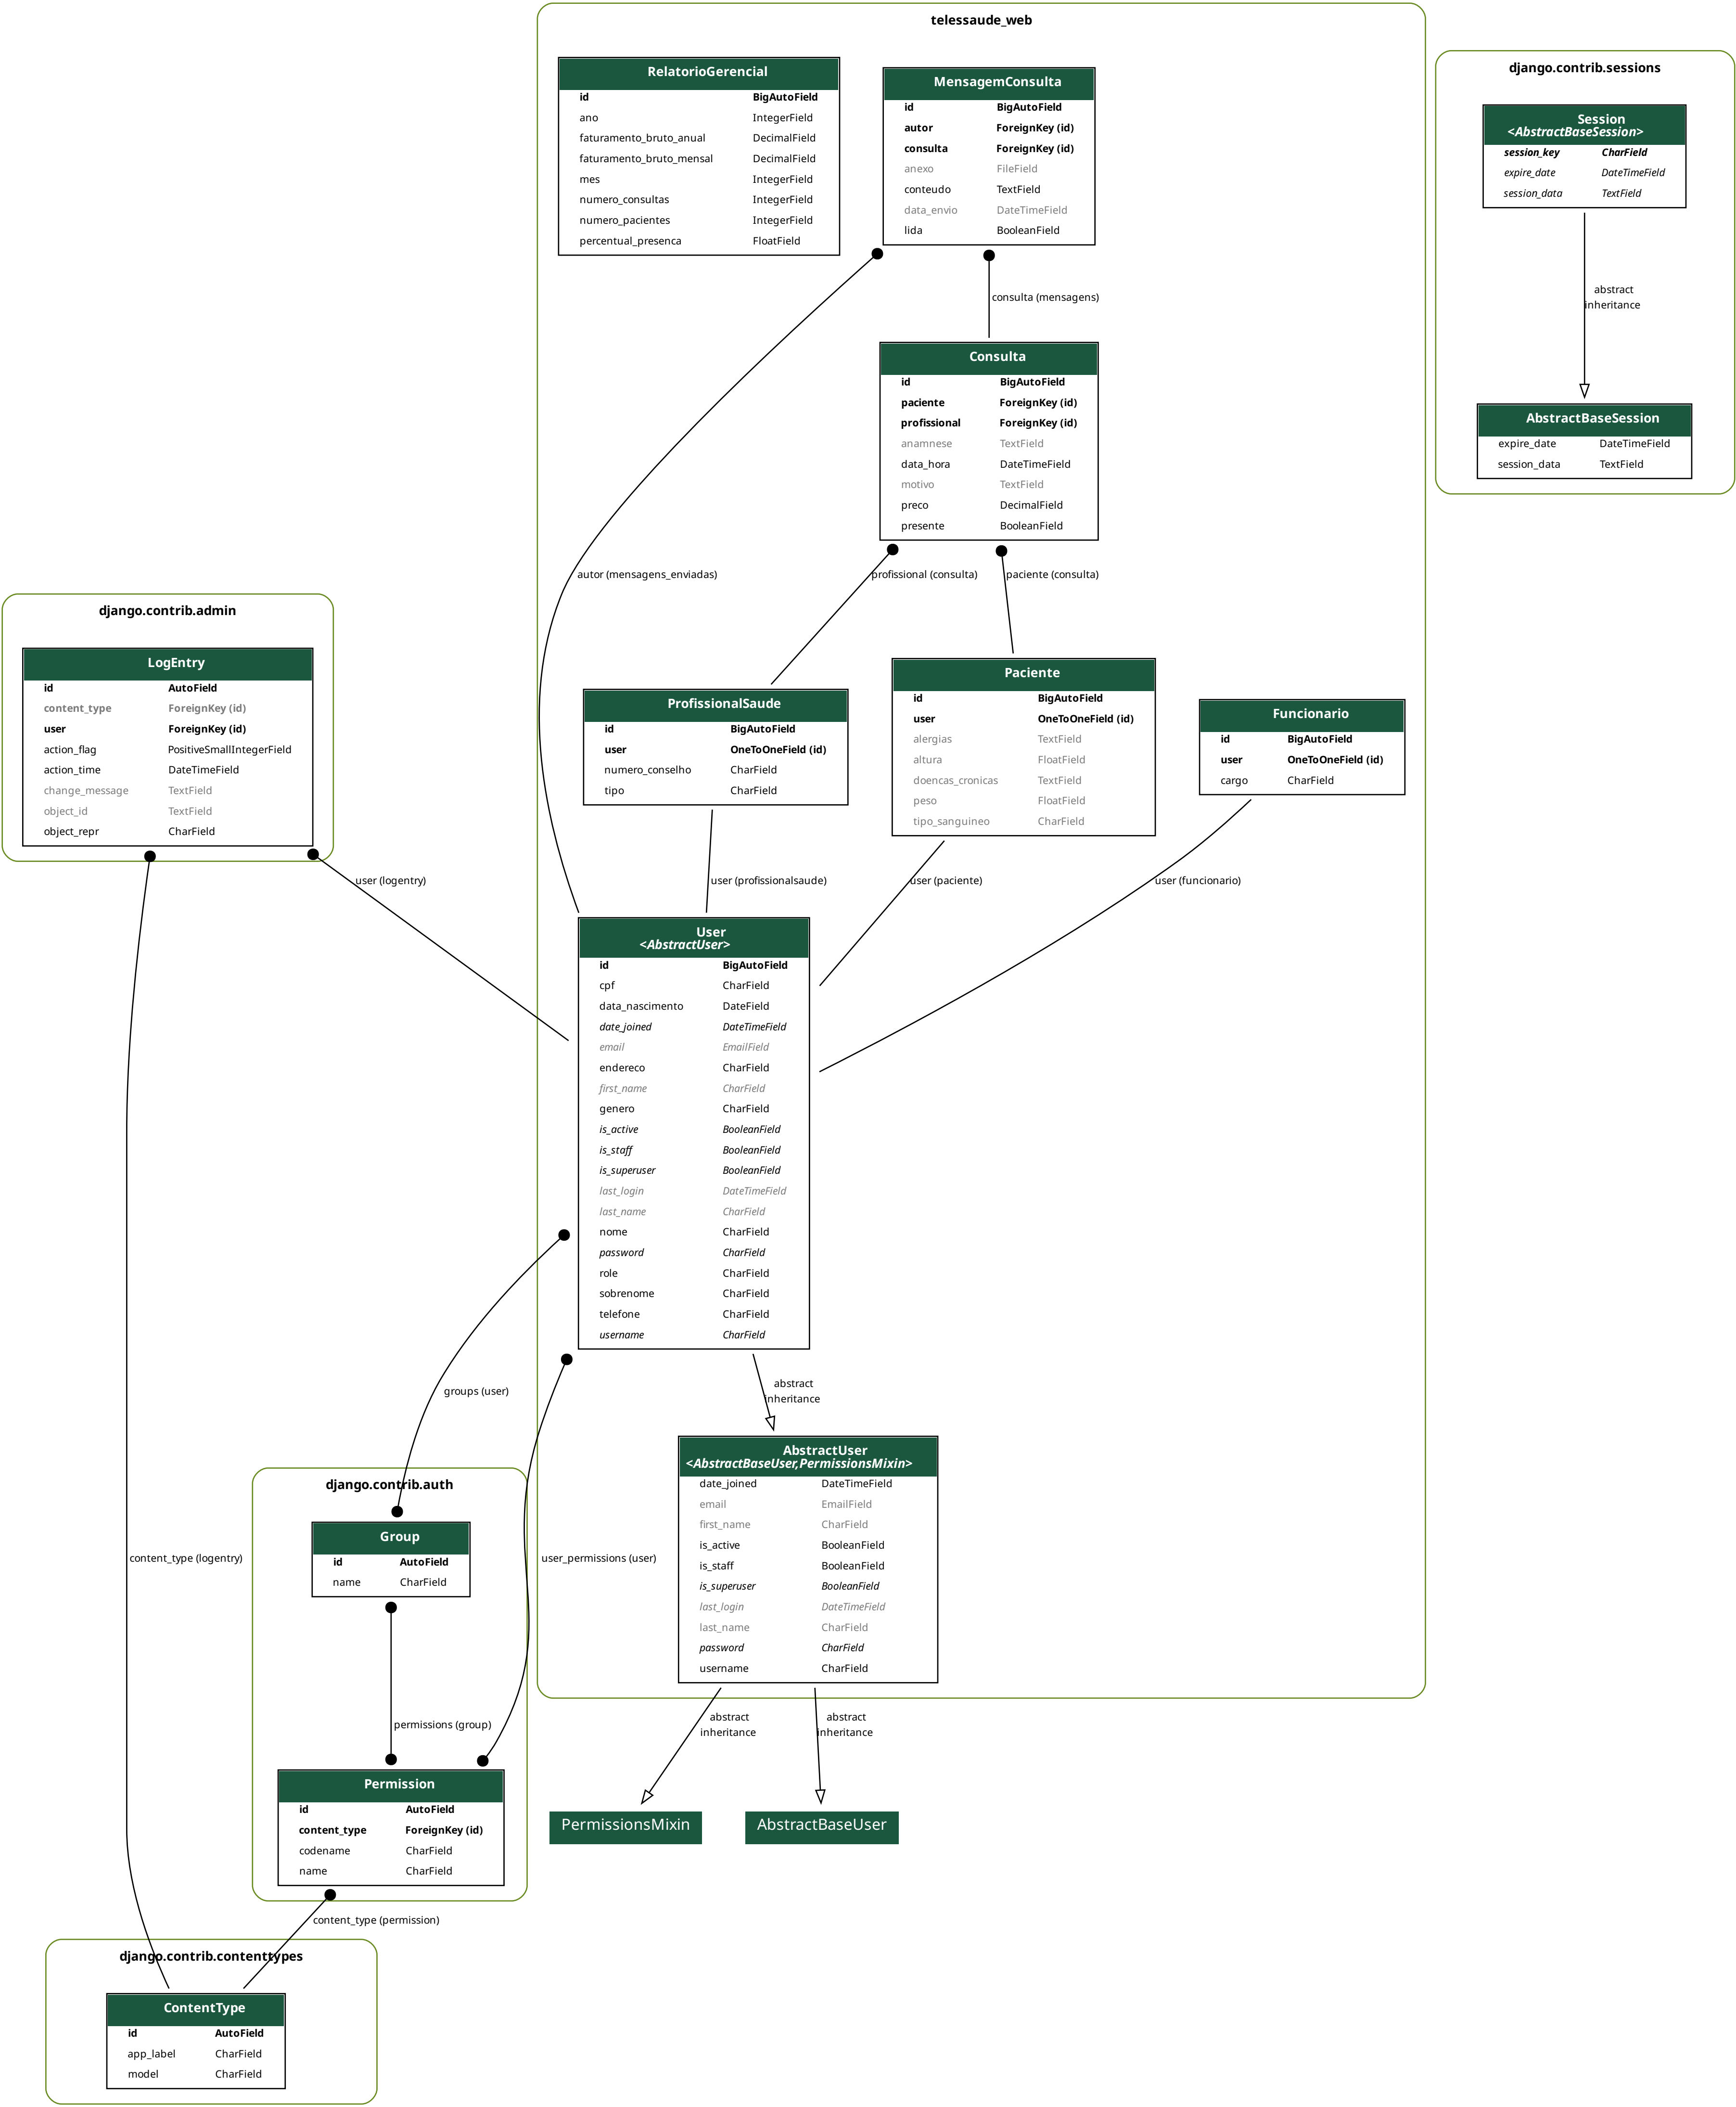 telessaude_web
RelatorioGerencial
id BigAutoField
ano IntegerField
faturamento_bruto_anual DecimalField
faturamento_bruto_mensal DecimalField
mes IntegerField
numero_consultas IntegerField
numero_pacientes IntegerField
percentual_presenca FloatField
MensagemConsulta
id BigAutoField
autor ForeignKey (id)
consulta ForeignKey (id)
anexo FileField
conteudo TextField
data_envio DateTimeField
lida BooleanField
django.contrib.sessions
Session
<AbstractBaseSession>
session_key CharField
expire_date DateTimeField
session_data TextField
abstract
inheritance
AbstractBaseSession
expire_date DateTimeField
session_data TextField
consulta (mensagens)
Consulta
id BigAutoField
paciente ForeignKey (id)
profissional ForeignKey (id)
anamnese TextField
data_hora DateTimeField
motivo TextField
preco DecimalField
presente BooleanField
autor (mensagens_enviadas)
profissional (consulta)
paciente (consulta)
django.contrib.admin
LogEntry
id AutoField
content_type ForeignKey (id)
user ForeignKey (id)
action_flag PositiveSmallIntegerField
action_time DateTimeField
change_message TextField
object_id TextField
object_repr CharField
ProfissionalSaude
id BigAutoField
user OneToOneField (id)
numero_conselho CharField
tipo CharField
Paciente
id BigAutoField
user OneToOneField (id)
alergias TextField
altura FloatField
doencas_cronicas TextField
peso FloatField
tipo_sanguineo CharField
Funcionario
id BigAutoField
user OneToOneField (id)
cargo CharField
user (logentry)
user (profissionalsaude)
user (paciente)
user (funcionario)
User
<AbstractUser>
id BigAutoField
cpf CharField
data_nascimento DateField
date_joined DateTimeField
email EmailField
endereco CharField
first_name CharField
genero CharField
is_active BooleanField
is_staff BooleanField
is_superuser BooleanField
last_login DateTimeField
last_name CharField
nome CharField
password CharField
role CharField
sobrenome CharField
telefone CharField
username CharField
groups (user)
abstract
inheritance
AbstractUser
<AbstractBaseUser,PermissionsMixin>
date_joined DateTimeField
email EmailField
first_name CharField
is_active BooleanField
is_staff BooleanField
is_superuser BooleanField
last_login DateTimeField
last_name CharField
password CharField
username CharField
django.contrib.auth
Group
id AutoField
name CharField
content_type (logentry)
user_permissions (user)
permissions (group)
abstract
inheritance
abstract
inheritance
Permission
id AutoField
content_type ForeignKey (id)
codename CharField
name CharField
PermissionsMixin
AbstractBaseUser
content_type (permission)
django.contrib.contenttypes
ContentType
id AutoField
app_label CharField
model CharField